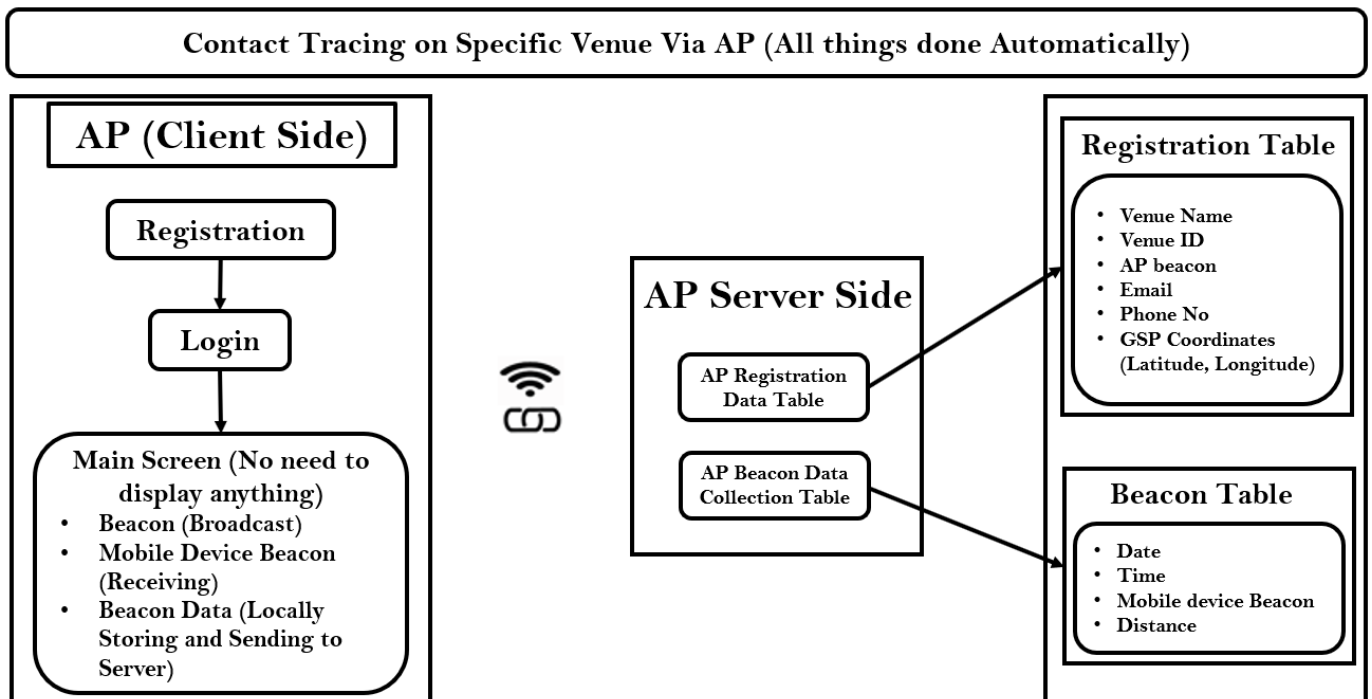 Contact Tracing on Specific Venue Via AP (All things done Automatically)
AP (Client Side)
Registration
Login
Main Screen (No need to
display anything)
• Beacon (Broadcast)
• Mobile Device Beacon
(Receiving)
• Beacon Data (Locally
Storing and Sending to
Server)
AP Server Side
AP Registration
Data Table
AP Beacon Data
Collection Table
Registration Table
• Venue Name
• Venue ID
• AP beacon
• Email
• Phone No
• GSP Coordinates
(Latitude, Longitude)
Beacon Table
• Date
• Time
• Mobile device Beacon
• Distance